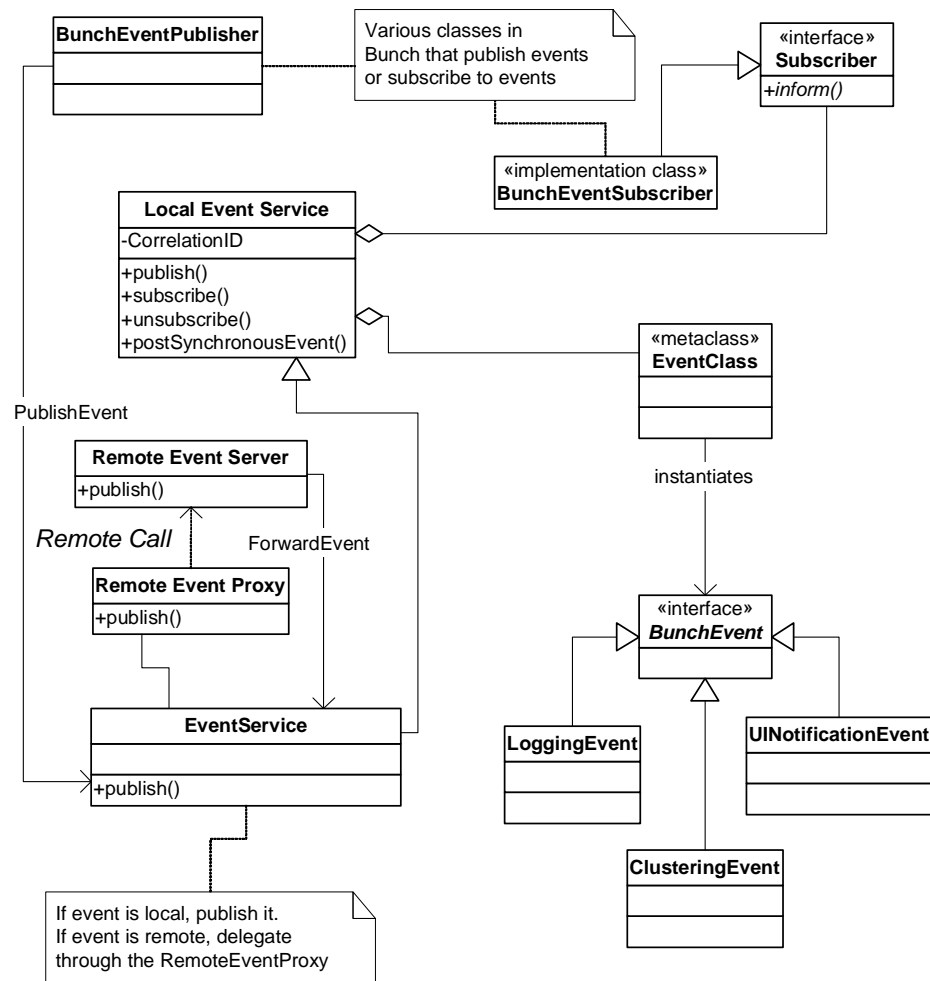 BunchEventPublisher
Various classes in
Bunch that publish events
or subscribe to events
«interface»
Subscriber
+inform()
«implementation class»
BunchEventSubscriber
Local Event Service
-CorrelationID
+publish()
+subscribe()
+unsubscribe()
+postSynchronousEvent()
«metaclass»
EventClass
PublishEvent
Remote Event Server
+publish()
instantiates
Remote Call
ForwardEvent
Remote Event Proxy
+publish()
«interface»
BunchEvent
EventService
+publish()
LoggingEvent
UINotificationEvent
ClusteringEvent
If event is local, publish it.
If event is remote, delegate
through the RemoteEventProxy